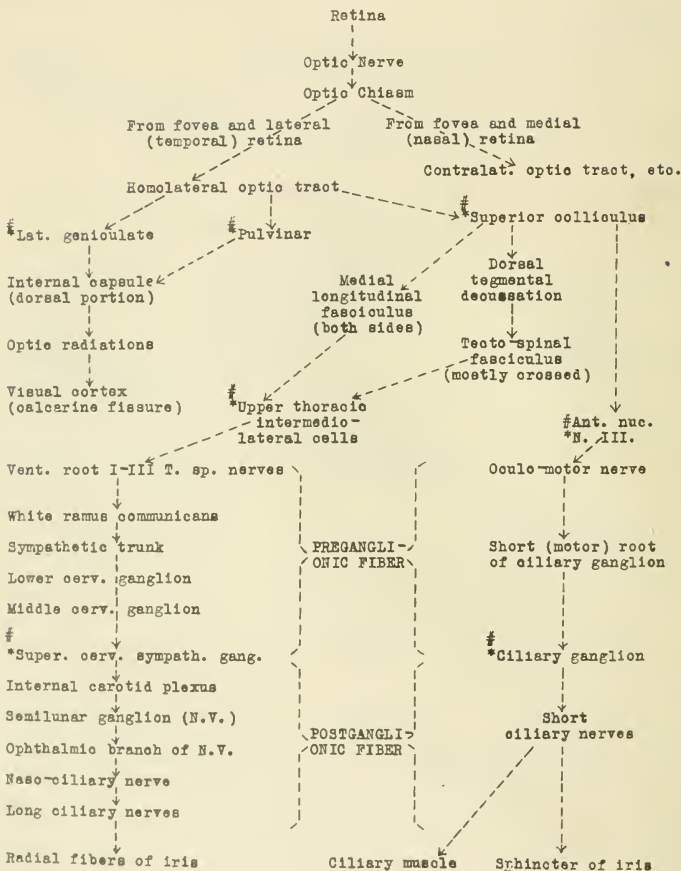 Retina
Optic Nerve
Optic Chiasm
From fovea and lateral
(temporal) retina
From fovea and medial
(nasal) retina
Contralat. optic tract, etc.
Homolateral optic tract
#
*Lat. geniculate
#
*Pulvinar
#
*Superior colliculus
Internal capsule
(dorsal portion)
Medial
longitudinal
fasciculus
(both sides)
Dorsal
tegmental
decussation
Optic radiations
Tecto-spinal
fasciculus
(mostly crossed)
Visual cortex
(calcarine fissure)
#
*Upper thoracic
intermedio-
lateral cells
#Ant. nuc.
*N. III.
Vent. root I-III T. sp. nerves
Oculo-motor nerve
White ramus communicans
Sympathetic trunk
PREGANGLI-
ONIC FIBER
Short (motor) root
of ciliary ganglion
Lower cerv. ganglion
Middle cerv. ganglion
#
*Super. cerv. sympath. gang.
#
*Ciliary ganglion
Internal carotid plexus
Semilunar ganglion (N.V.)
Ophthalmic branch of N.V.
POSTGANGLI-
ONIC FIBER
Short
ciliary nerves
Naso-ciliary nerve
Long ciliary nerves
Radial fibers of iris
Ciliary muscle
Sphincter of iris